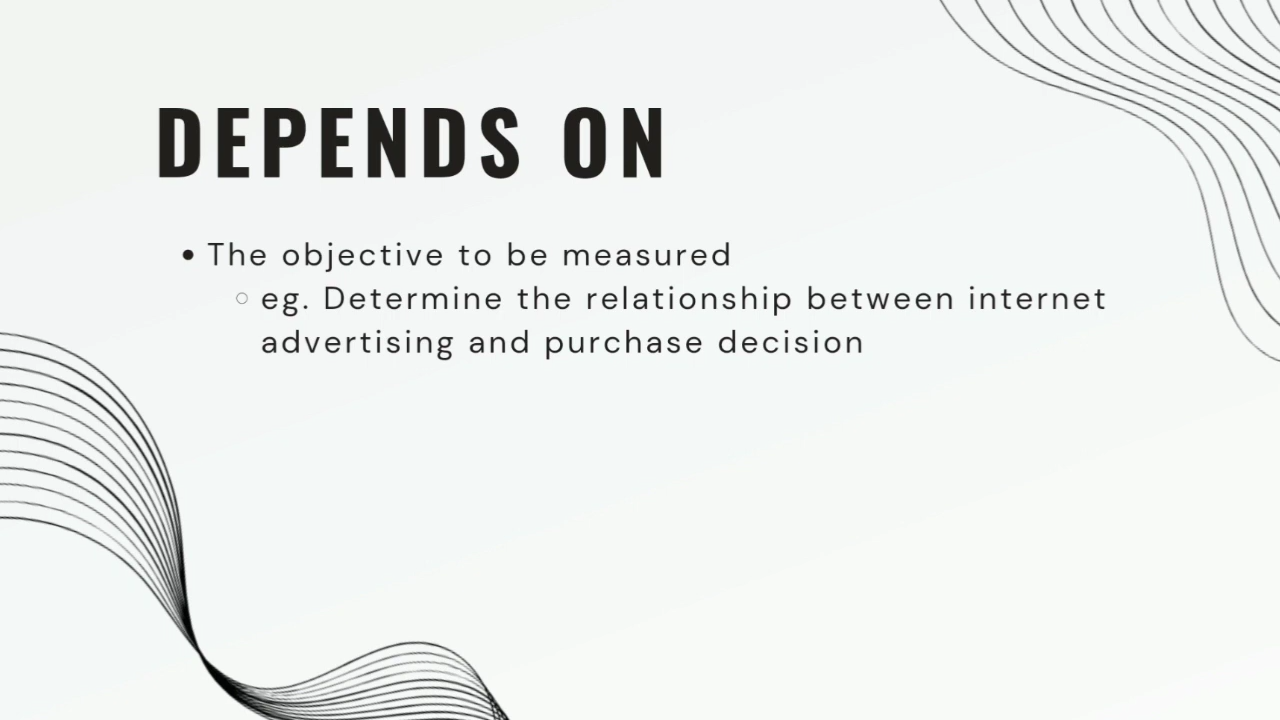 DEPENDS ON
• The objective to be measured
○ eg. Determine the relationship between internet
advertising and purchase decision